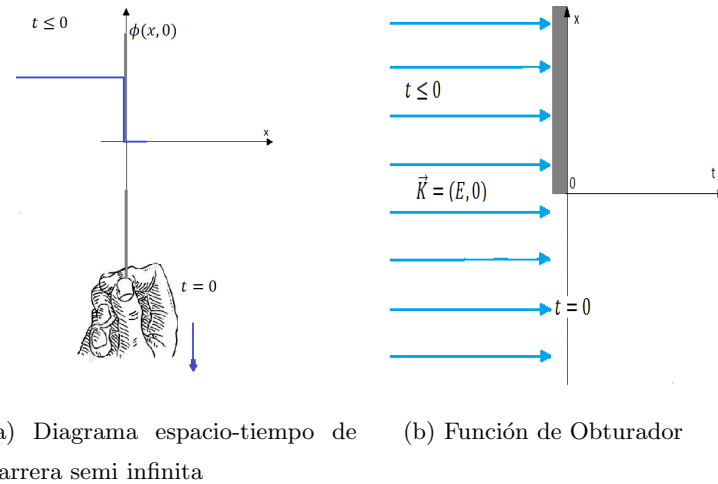 t ≤ 0
ϕ(x, 0)
x
t = 0
x
t ≤ 0
0
t
K⃗ = (E, 0)
t = 0
a) Diagrama espacio-tiempo de
arrera semi infinita
(b) Función de Obturador